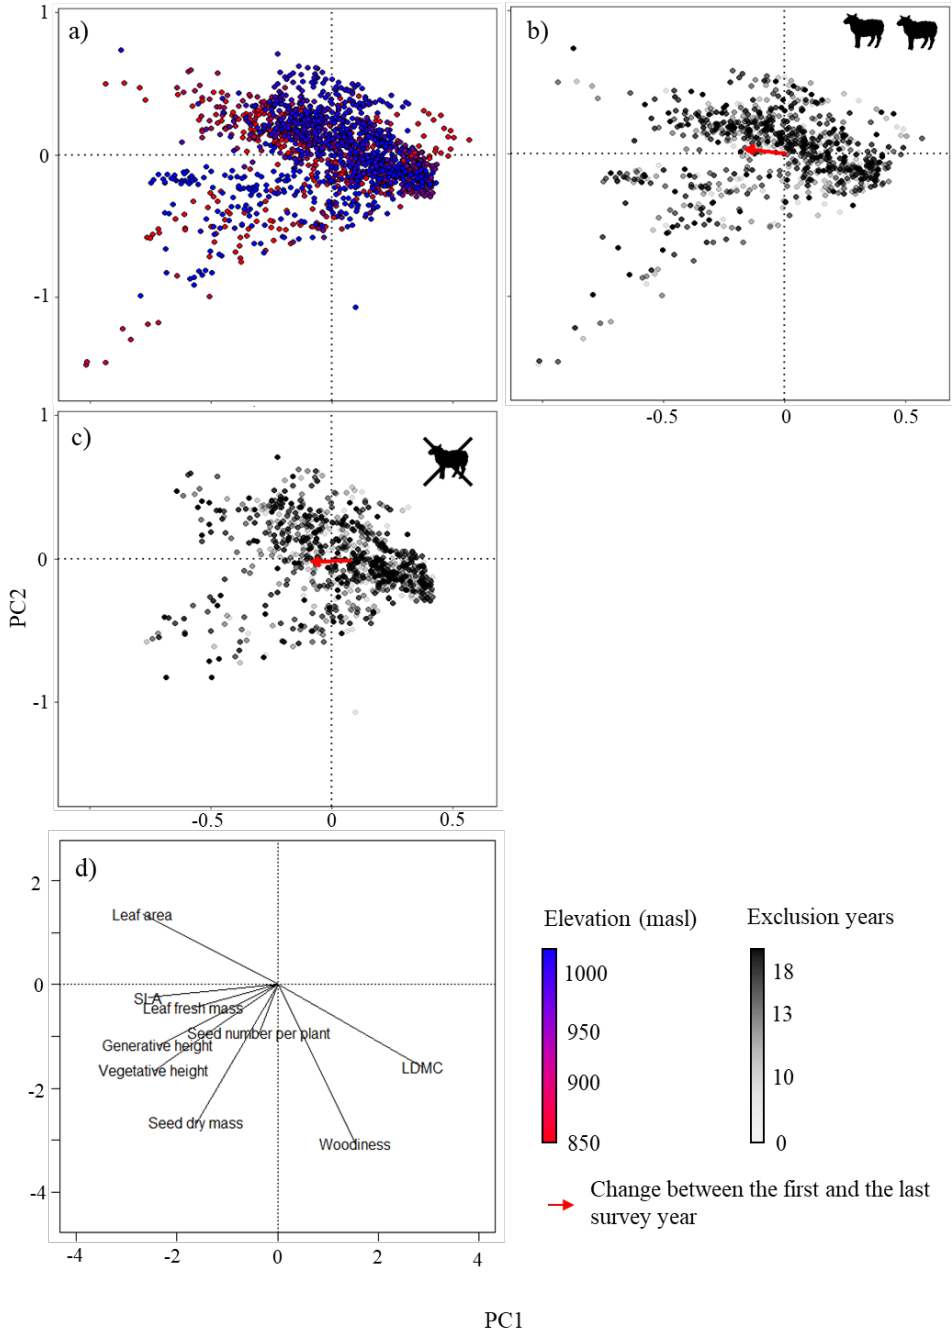 a)
1
0
-1
b)
-0.5
0
0.5
c)
1
0
-1
-0.5
0
0.5
PC2
d)
2
0
-2
-4
-4
-2
0
2
4
Leaf area
SLA
Leaf fresh mass
Seed number per plant
Generative height
Vegetative height
LDMC
Seed dry mass
Woodiness
Elevation (masl)
1000
950
900
850
Exclusion years
18
13
10
0
Change between the first and the last
survey year
PC1